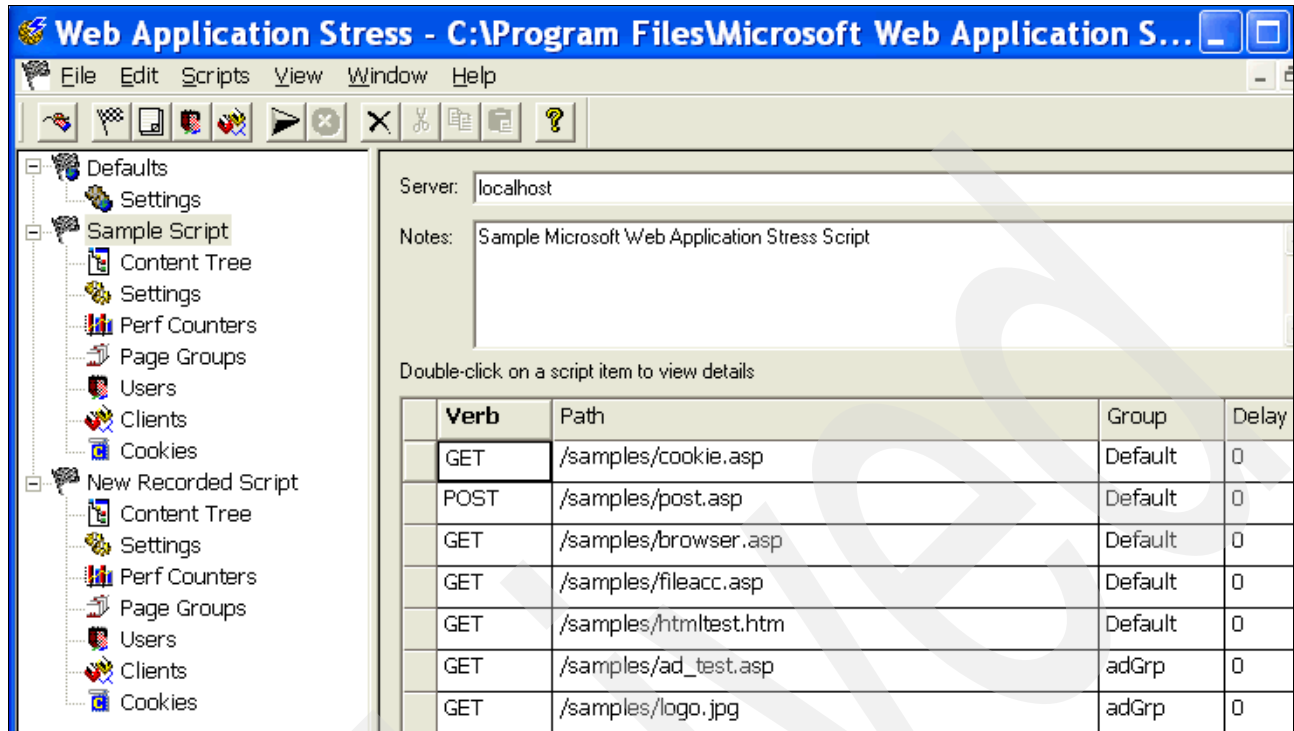 Web Application Stress - C:\Program Files\Microsoft Web Application S...
File Edit Scripts View Window Help
Defaults
Settings
Sample Script
Content Tree
Settings
Perf Counters
Page Groups
Users
Clients
Cookies
New Recorded Script
Content Tree
Settings
Perf Counters
Page Groups
Users
Clients
Cookies
Server: localhost
Notes: Sample Microsoft Web Application Stress Script
Double-click on a script item to view details
Verb Path Group Delay
GET /samples/cookie.asp Default 0
POST /samples/post.asp Default 0
GET /samples/browser.asp Default 0
GET /samples/fileacc.asp Default 0
GET /samples/htmltest.htm Default 0
GET /samples/ad_test.asp adGrp 0
GET /samples/logo.jpg adGrp 0